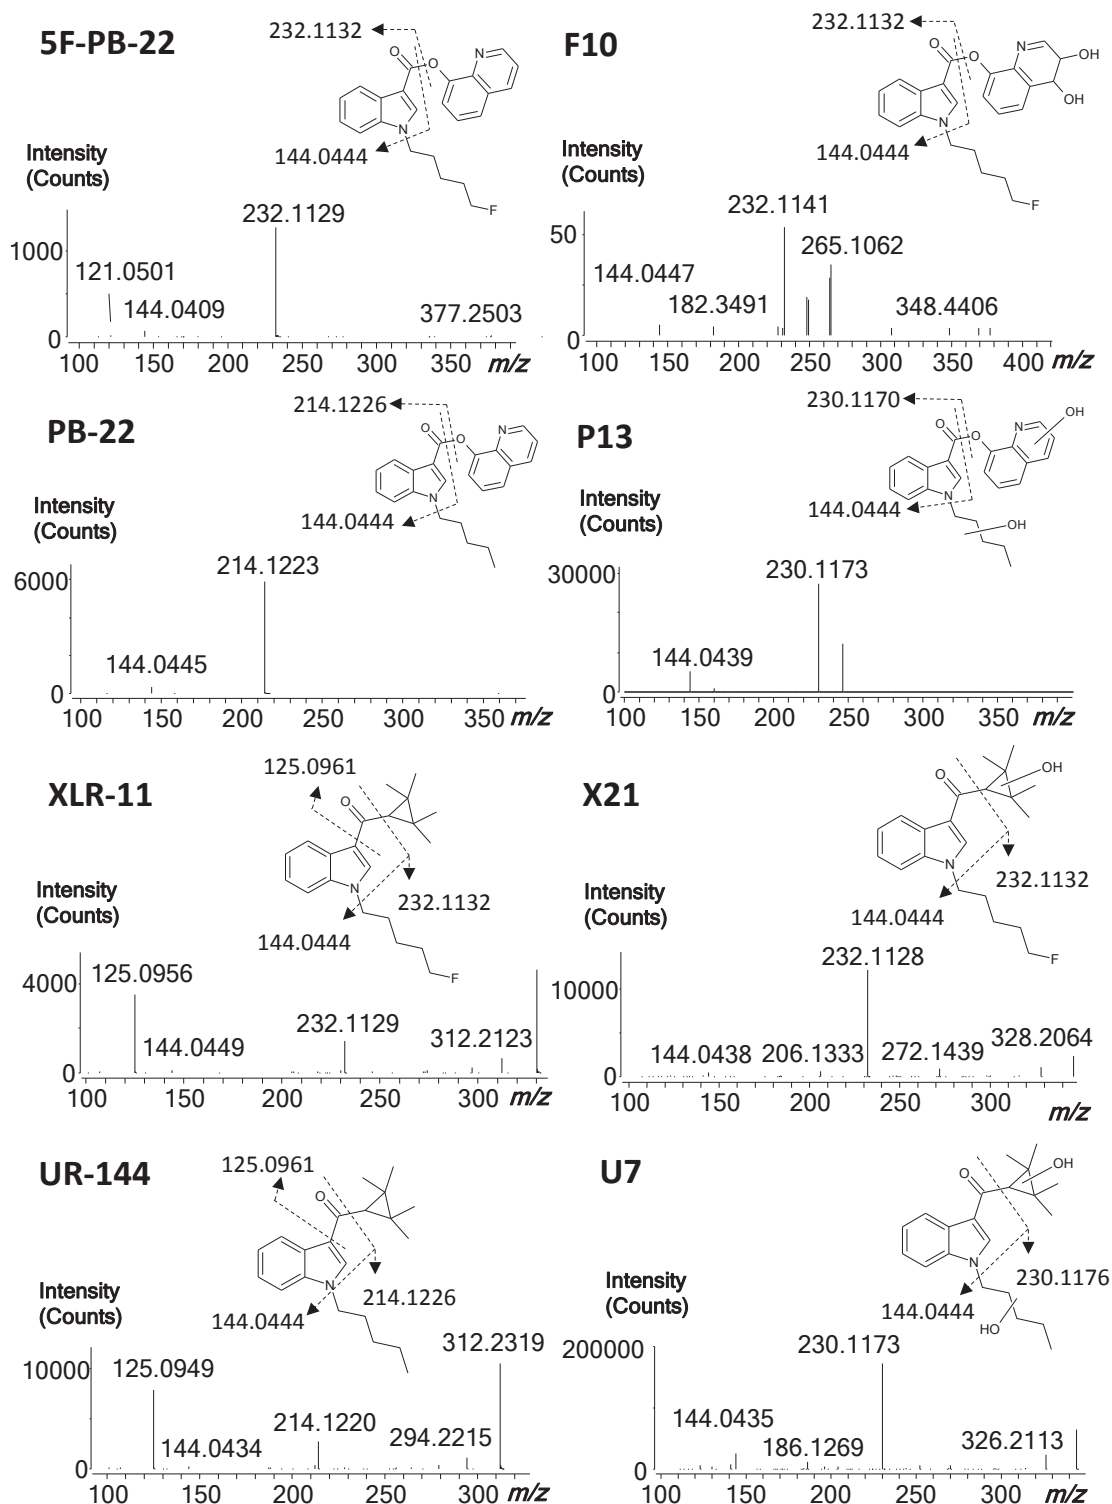 5F-PB-22
232.1132
O
O
N
N
144.0444
F
Intensity
(Counts)
232.1129
1000
121.0501
144.0409
377.2503
0
100 150 200 250 300 350 m/z
F10
232.1132
O
O
N
OH
OH
N
144.0444
F
Intensity
(Counts)
232.1141
50
265.1062
144.0447
182.3491
348.4406
0
100 150 200 250 300 350 400 m/z
PB-22
214.1226
O
O
N
N
144.0444
Intensity
(Counts)
214.1223
6000
144.0445
0
100 150 200 250 300 350 m/z
P13
230.1170
OH
O
O
N
N
144.0444
OH
Intensity
(Counts)
230.1173
30000
144.0439
0
100 150 200 250 300 350 m/z
XLR-11
125.0961
O
N
232.1132
144.0444
F
Intensity
(Counts)
125.0956
4000
232.1129
312.2123
144.0449
0
100 150 200 250 300 m/z
X21
OH
O
N
232.1132
144.0444
F
Intensity
(Counts)
232.1128
10000
328.2064
144.0438 206.1333 272.1439
0
100 150 200 250 300 m/z
UR-144
125.0961
O
N
214.1226
144.0444
Intensity
(Counts)
312.2319
10000
125.0949
214.1220
294.2215
144.0434
0
100 150 200 250 300 m/z
U7
OH
O
N
230.1176
144.0444
HO
Intensity
(Counts)
230.1173
200000
144.0435
186.1269
326.2113
0
100 150 200 250 300 350 m/z